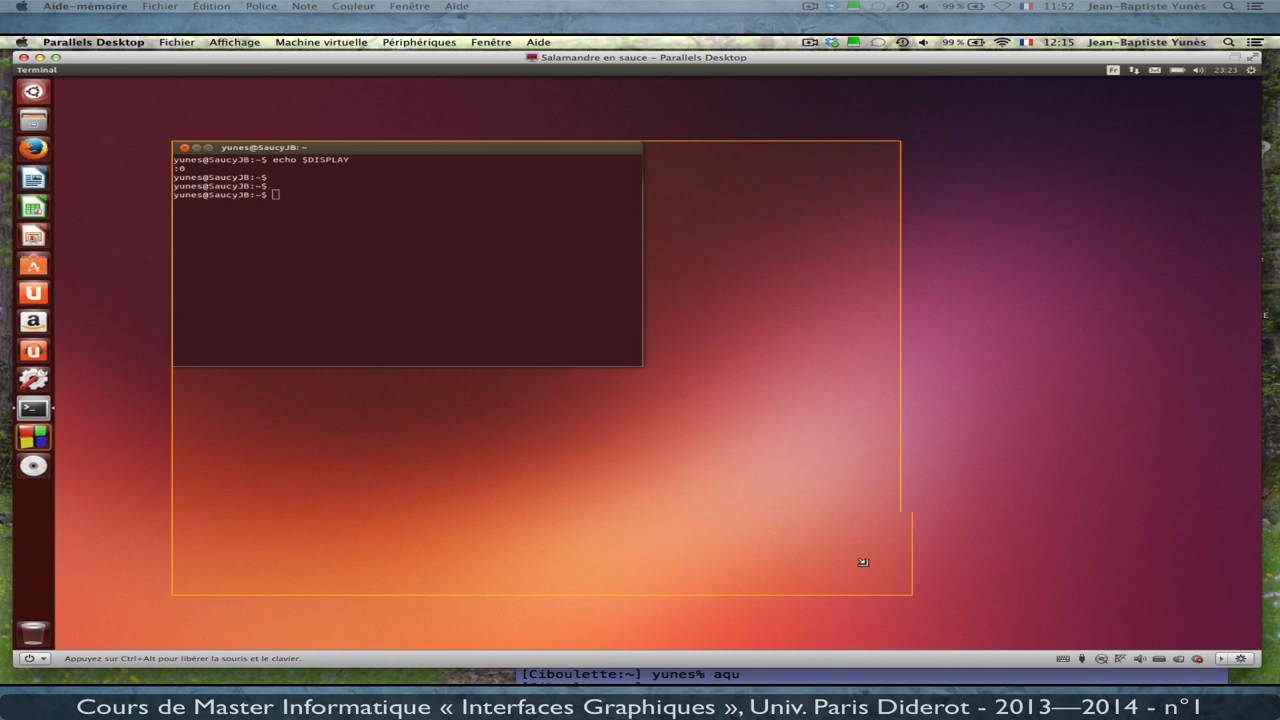 Aide-mémoire Fichier Édition Police Note Couleur Fenêtre Aide 99 % 11:52 Jean-Baptiste Yunès
Parallels Desktop Fichier Affichage Machine virtuelle Périphériques Fenêtre Aide 99 % 12:15 Jean-Baptiste Yunès
Salamandre en sauce - Parallels Desktop
Terminal Fr 23:23
yunes@SaucyJB: ~
yunes@SaucyJB:~$ echo $DISPLAY
:0
yunes@SaucyJB:~$
yunes@SaucyJB:~$
yunes@SaucyJB:~$
Appuyez sur Ctrl+Alt pour libérer la souris et le clavier.
[Ciboulette:~] yunes% aqu
Cours de Master Informatique « Interfaces Graphiques », Univ. Paris Diderot - 2013—2014 - n°1